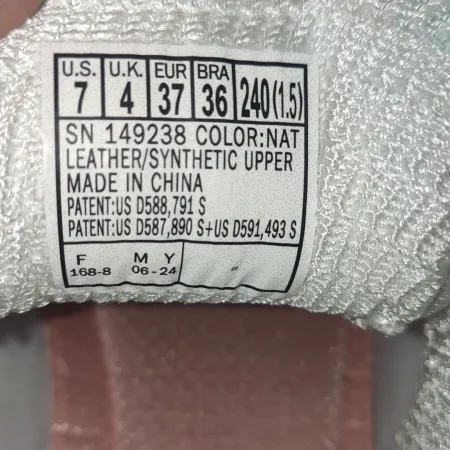 U.S. U.K. EUR BRA
7 4 37 36 240(1.5)
SN 149238 COLOR:NAT
LEATHER/SYNTHETIC UPPER
MADE IN CHINA
PATENT:US D588,791 S
PATENT:US D587,890 S+US D591,493 S
F M Y
168-8 06-24